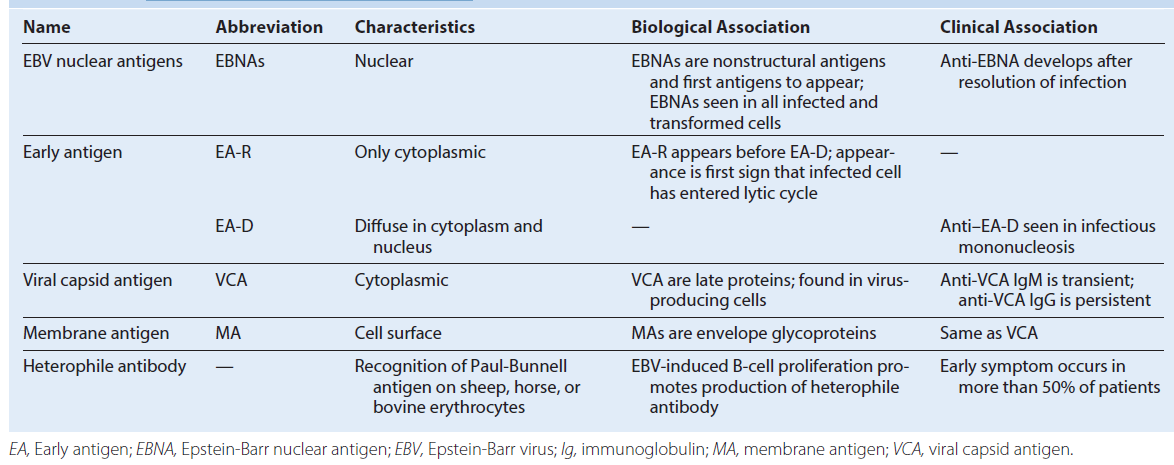 Name Abbreviation Characteristics Biological Association Clinical Association
EBV nuclear antigens EBNAs Nuclear EBNAs are nonstructural antigens Anti-EBNA develops after
and first antigens to appear; resolution of infection
EBNAs seen in all infected and
transformed cells
Early antigen EA-R Only cytoplasmic EA-R appears before EA-D; appear- —
ance is first sign that infected cell
has entered lytic cycle
EA-D Diffuse in cytoplasm and — Anti–EA-D seen in infectious
nucleus mononucleosis
Viral capsid antigen VCA Cytoplasmic VCA are late proteins; found in virus- Anti-VCA IgM is transient;
producing cells anti-VCA IgG is persistent
Membrane antigen MA Cell surface MAs are envelope glycoproteins Same as VCA
Heterophile antibody — Recognition of Paul-Bunnell EBV-induced B-cell proliferation pro- Early symptom occurs in
antigen on sheep, horse, or motes production of heterophile more than 50% of patients
bovine erythrocytes antibody
EA, Early antigen; EBNA, Epstein-Barr nuclear antigen; EBV, Epstein-Barr virus; Ig, immunoglobulin; MA, membrane antigen; VCA, viral capsid antigen.